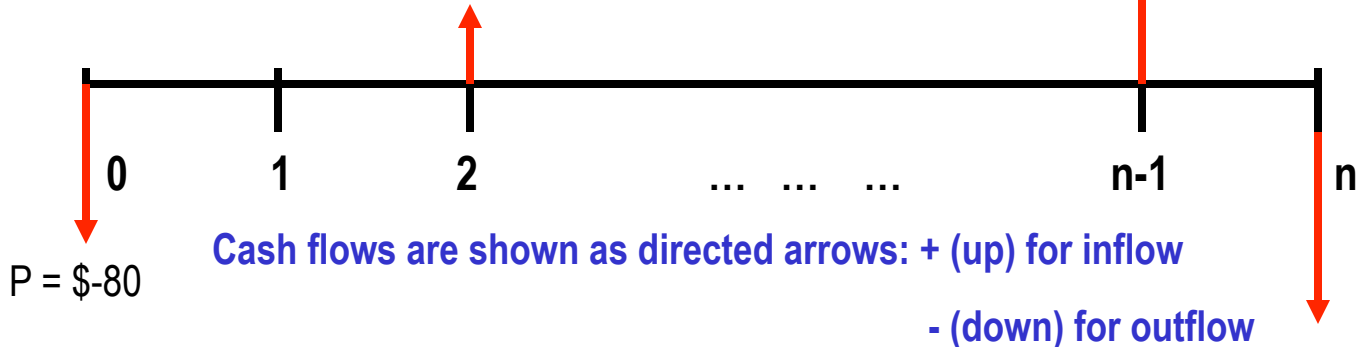 0 1 2 ... ... ... n-1 n
Cash flows are shown as directed arrows: + (up) for inflow
P = $-80
- (down) for outflow